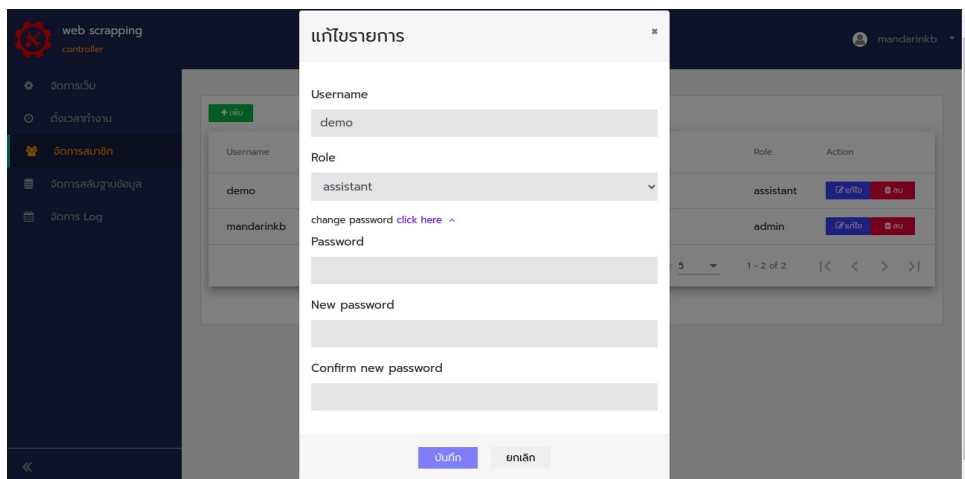 web scrapping
controller
จัดการเว็บ
ตั้งเวลาทำงาน
จัดการสมาชิก
จัดการสลับฐานข้อมูล
จัดการ Log
mandarinkb
+เพิ่ม
Username
Role
Action
demo
assistant
แก้ไข
ลบ
mandarinkb
admin
แก้ไข
ลบ
5
1 - 2 of 2
แก้ไขรายการ
Username
demo
Role
assistant
change password click here
Password
New password
Confirm new password
บันทึก
ยกเลิก